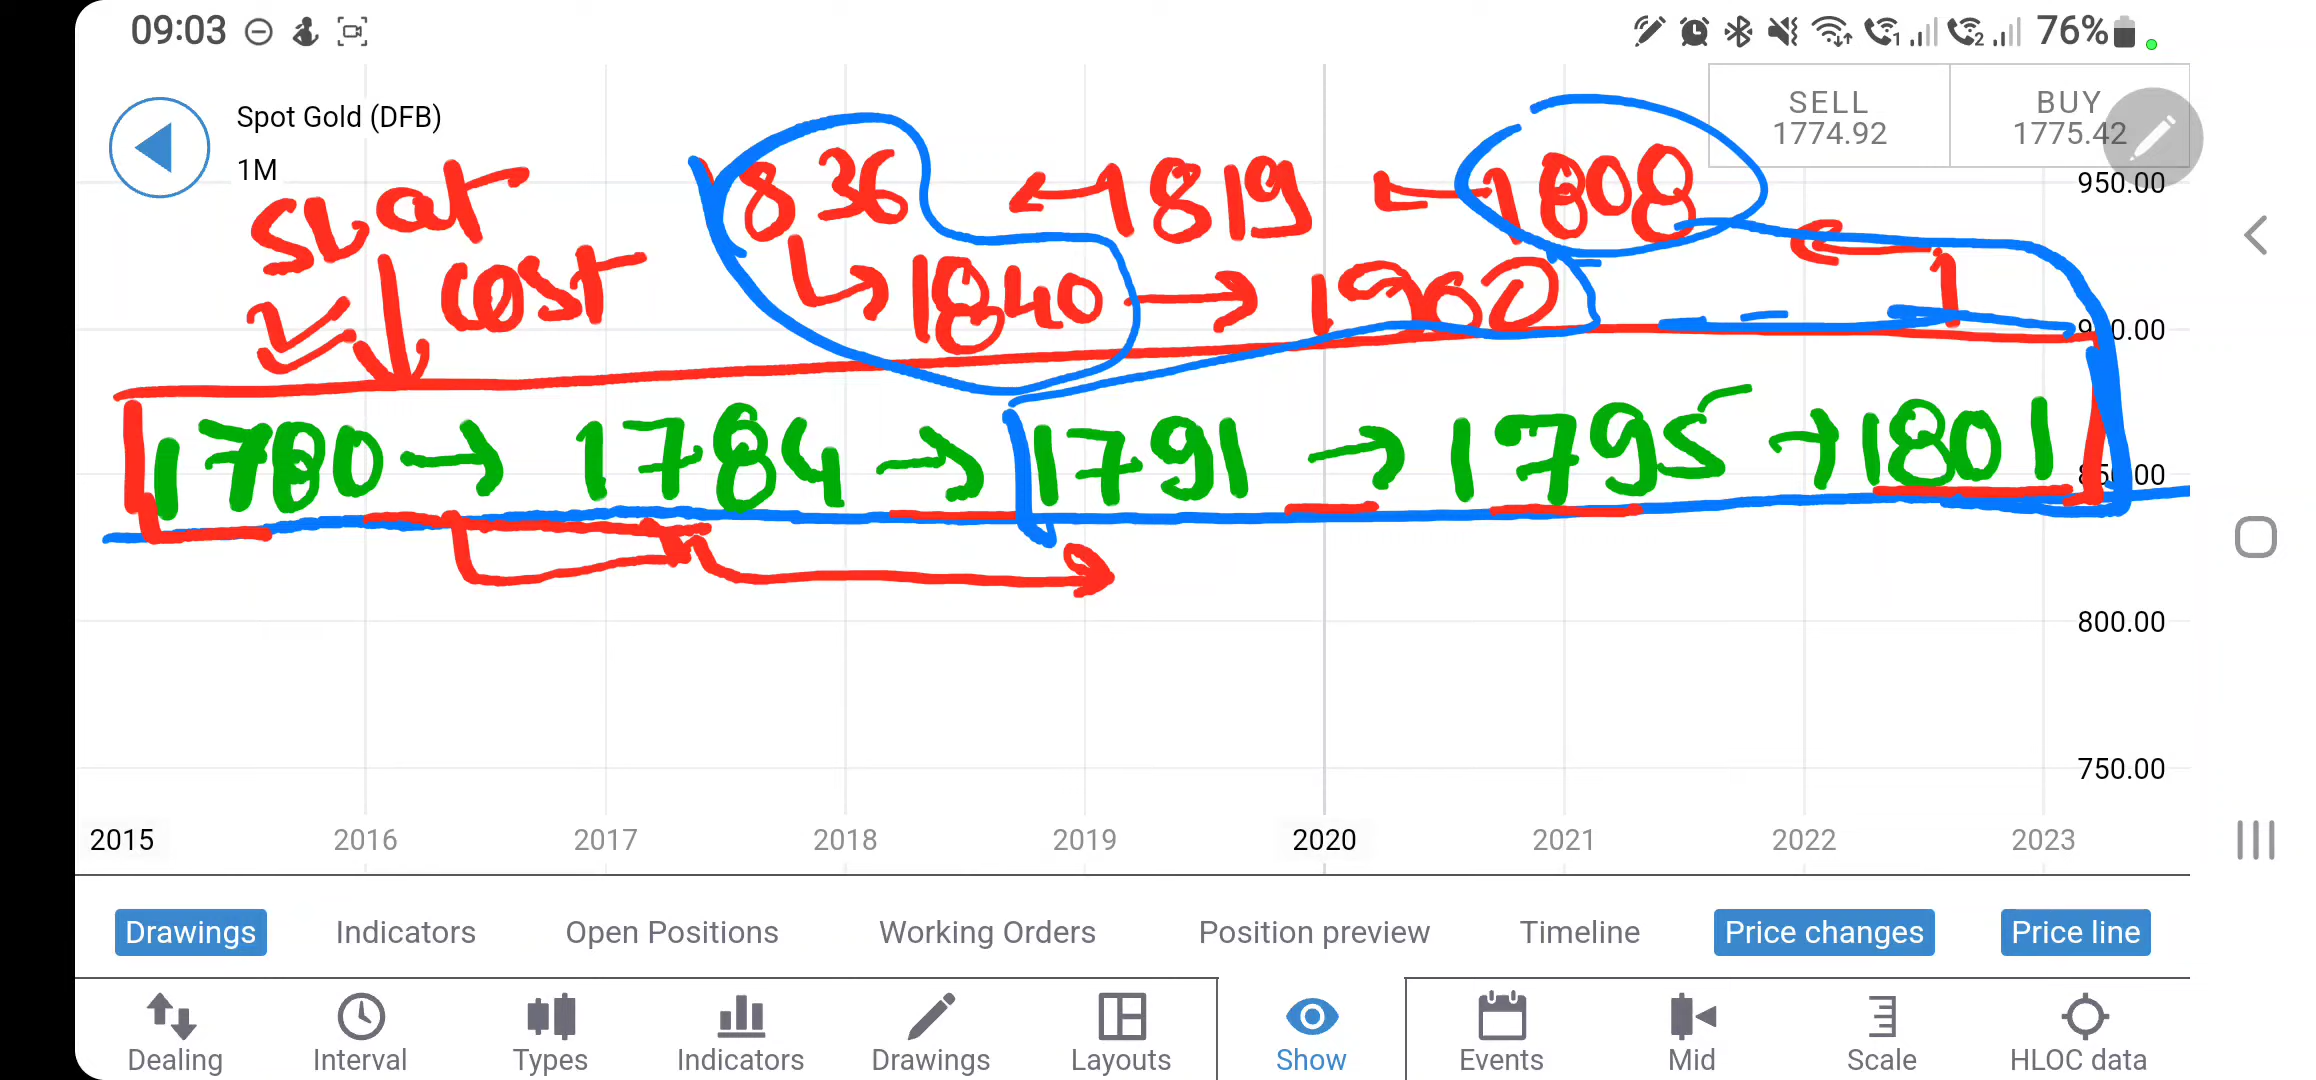 09:03 76%
Spot Gold (DFB)
1M
SELL BUY
1774.92 1775.42
836 ← 1819 ← 1808
950.00
cost
→ 1840 → 1900
1780 → 1784 → 1791 → 1795 → 1801
800.00
750.00
2015 2016 2017 2018 2019 2020 2021 2022 2023
Drawings Indicators Open Positions Working Orders Position preview Timeline Price changes Price line
Dealing Interval Types Indicators Drawings Layouts Show Events Mid Scale HLOC data